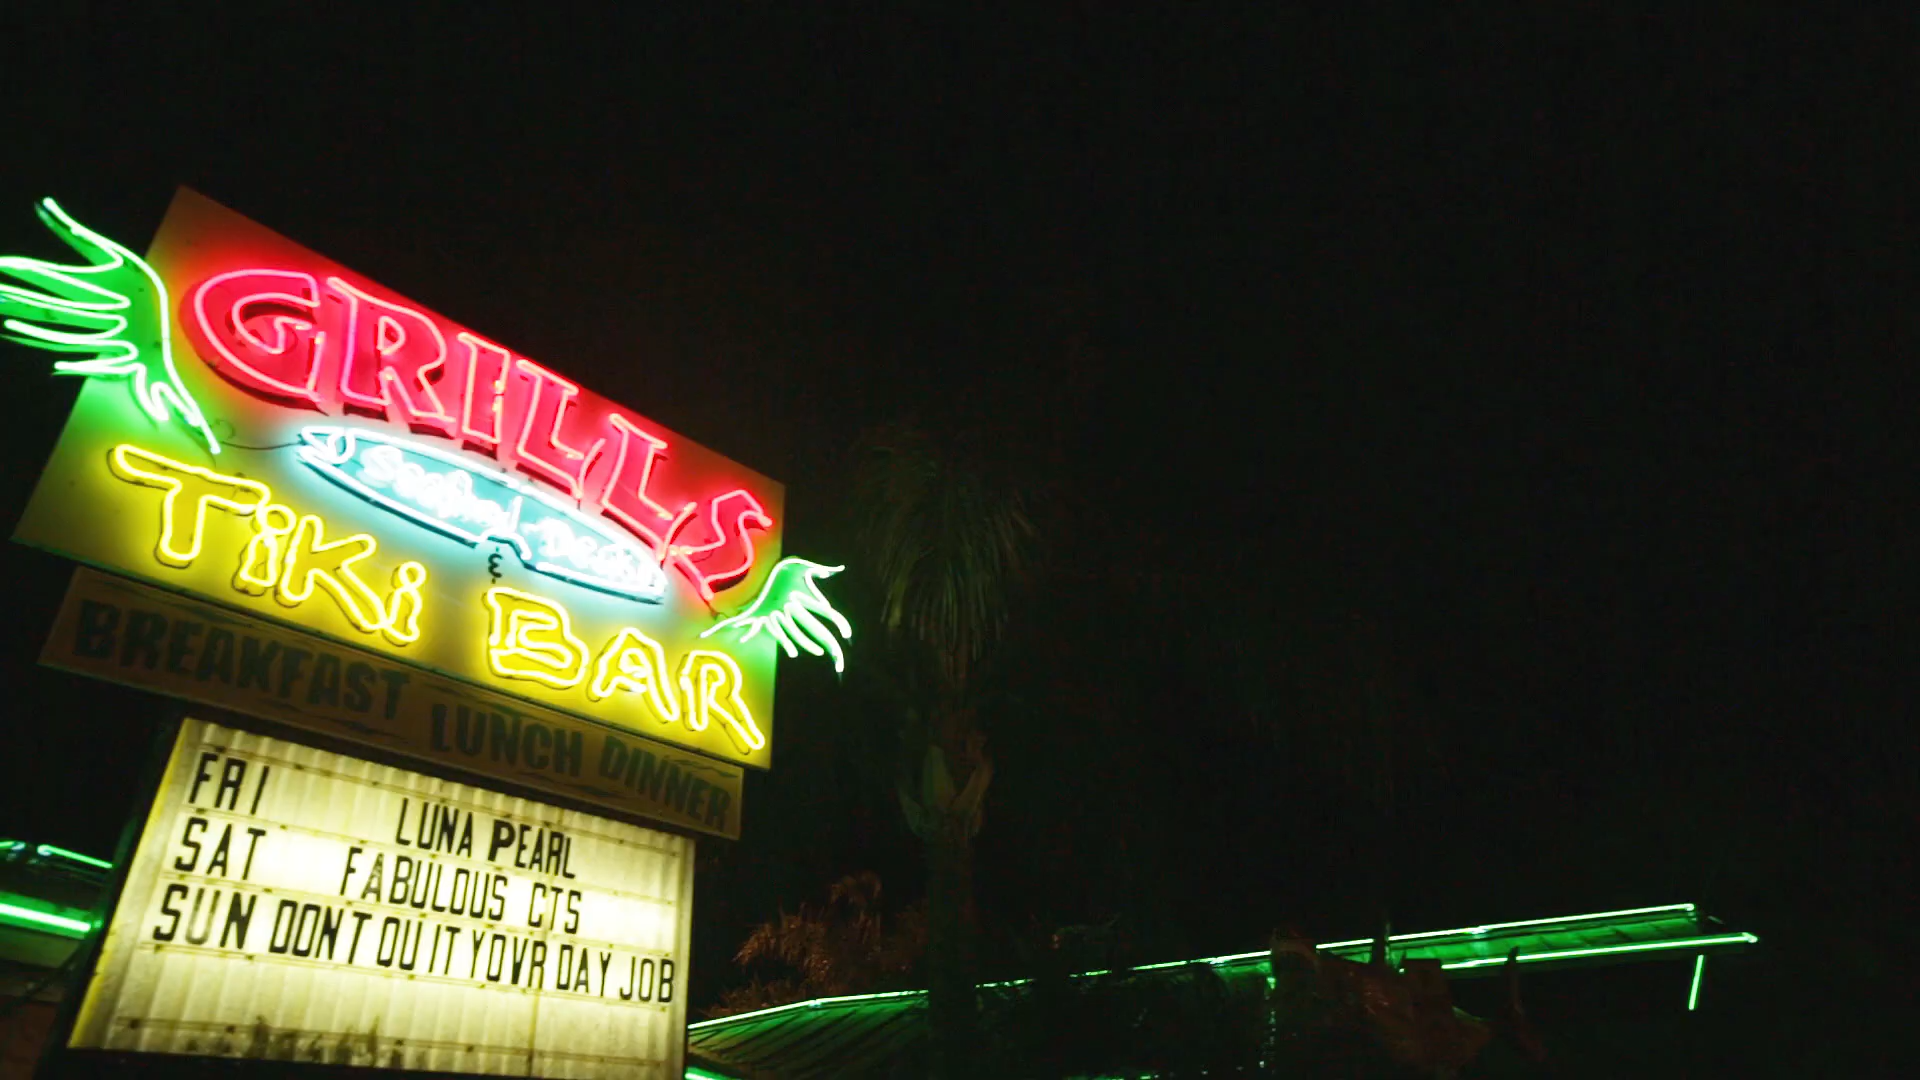 GRILLS
Seafood Deck
&
TiKi BAR
BREAKFAST LUNCH DINNER
FRI LUNA PEARL
SAT FABULOUS CTS
SUN DONT QUIT YOVR DAY JOB